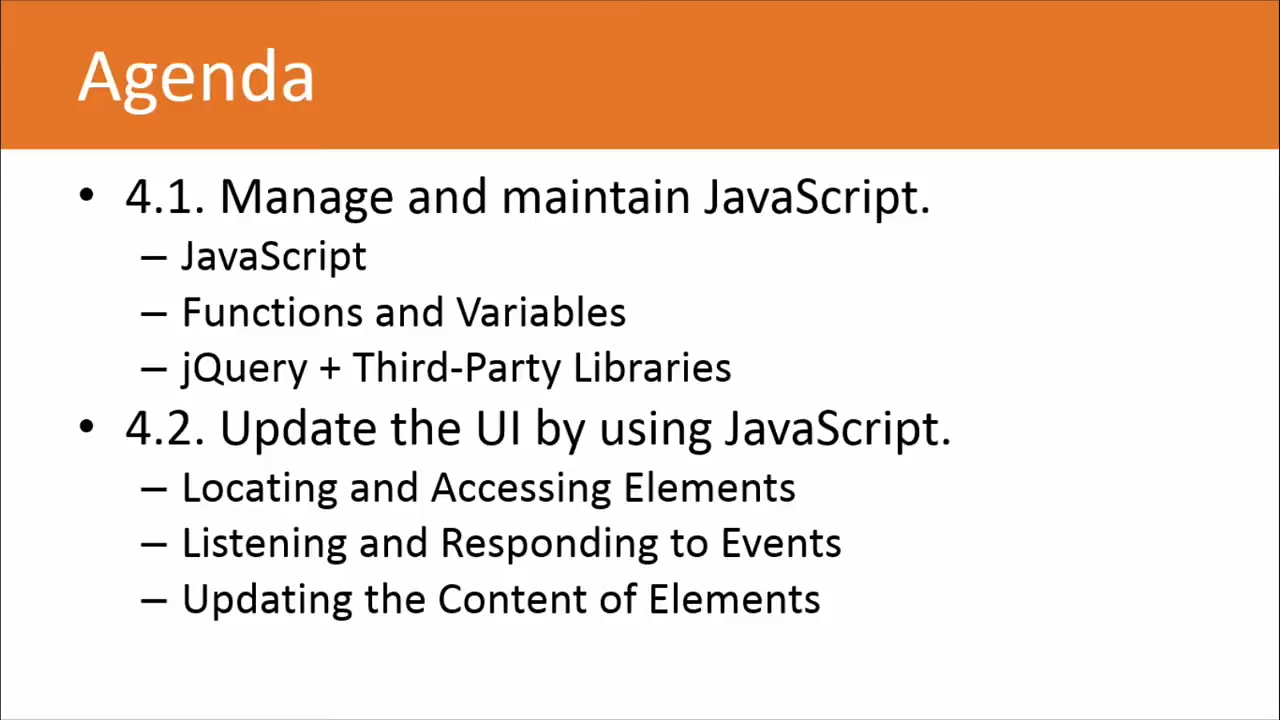 Agenda
• 4.1. Manage and maintain JavaScript.
– JavaScript
– Functions and Variables
– jQuery + Third-Party Libraries
• 4.2. Update the UI by using JavaScript.
– Locating and Accessing Elements
– Listening and Responding to Events
– Updating the Content of Elements